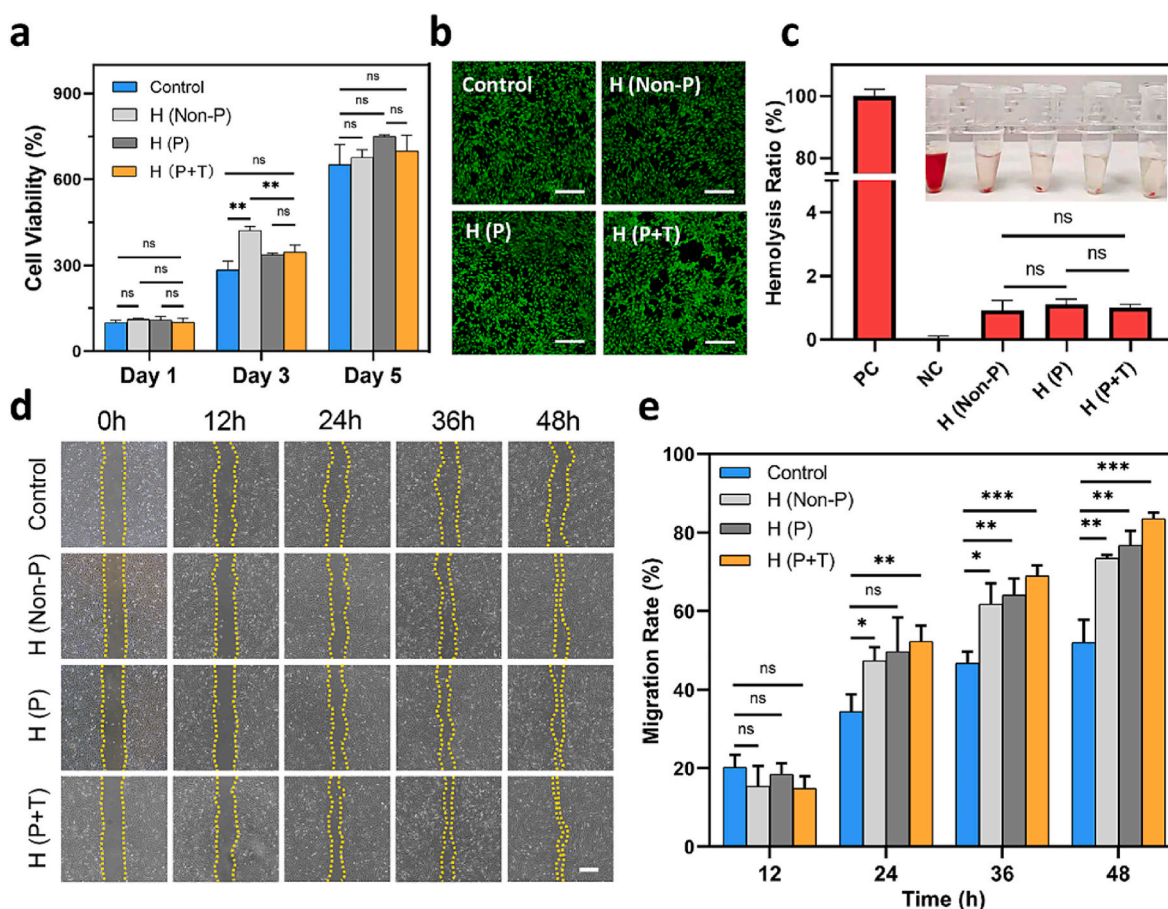 a
Cell Viability (%)
900
600
300
0
Control
H (Non-P)
H (P)
H (P+T)
ns
ns
ns
ns
ns
**
**
ns
ns
ns
ns
ns
ns
Day 1
Day 3
Day 5
b
Control
H (Non-P)
H (P)
H (P+T)
c
Hemolysis Ratio (%)
100
80
4
2
0
ns
ns
ns
PC
NC
H (Non-P)
H (P)
H (P+T)
d
0h
12h
24h
36h
48h
Control
H (Non-P)
H (P)
H (P+T)
e
Migration Rate (%)
100
80
60
40
20
0
Control
H (Non-P)
H (P)
H (P+T)
ns
ns
ns
**
ns
*
***
**
*
***
**
**
12
24
36
48
Time (h)